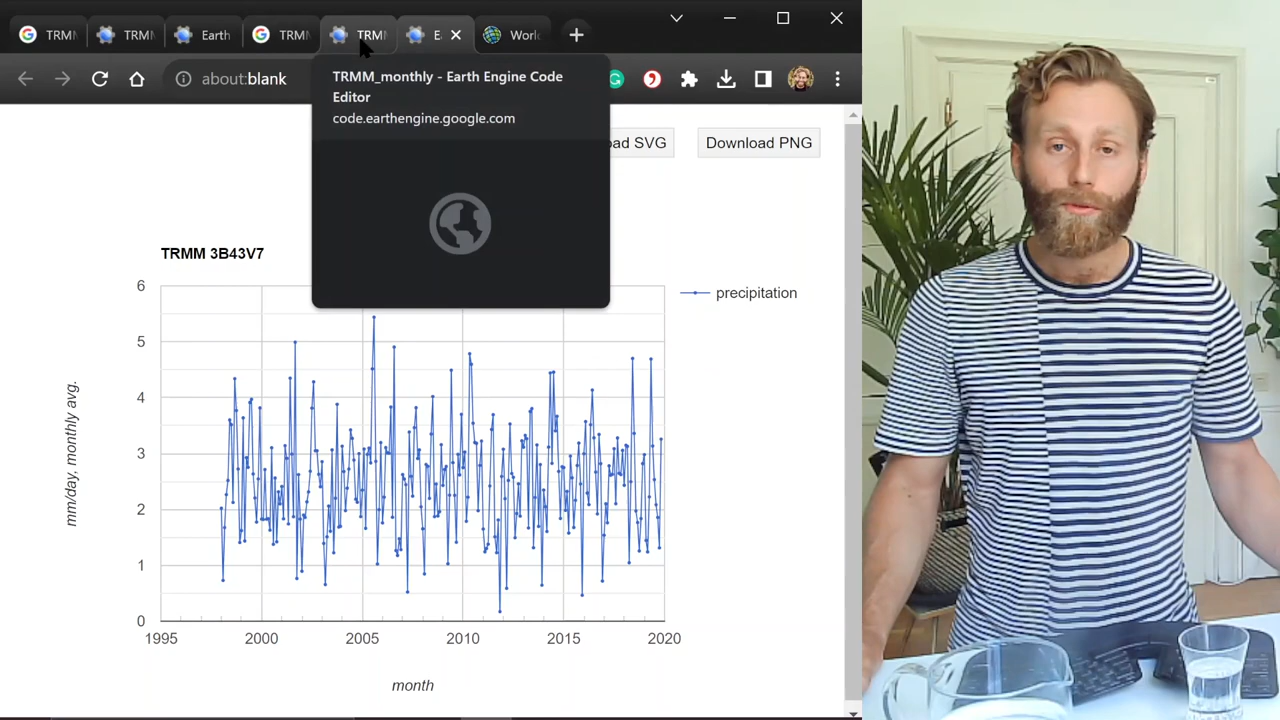 TRMM
TRMM
Earth
TRMM
TRMM
Ea
World
about:blank
TRMM_monthly - Earth Engine Code
Editor
code.earthengine.google.com
ad SVG
Download PNG
TRMM 3B43V7
precipitation
mm/day, monthly avg.
6
5
4
3
2
1
0
1995
2000
2005
2010
2015
2020
month